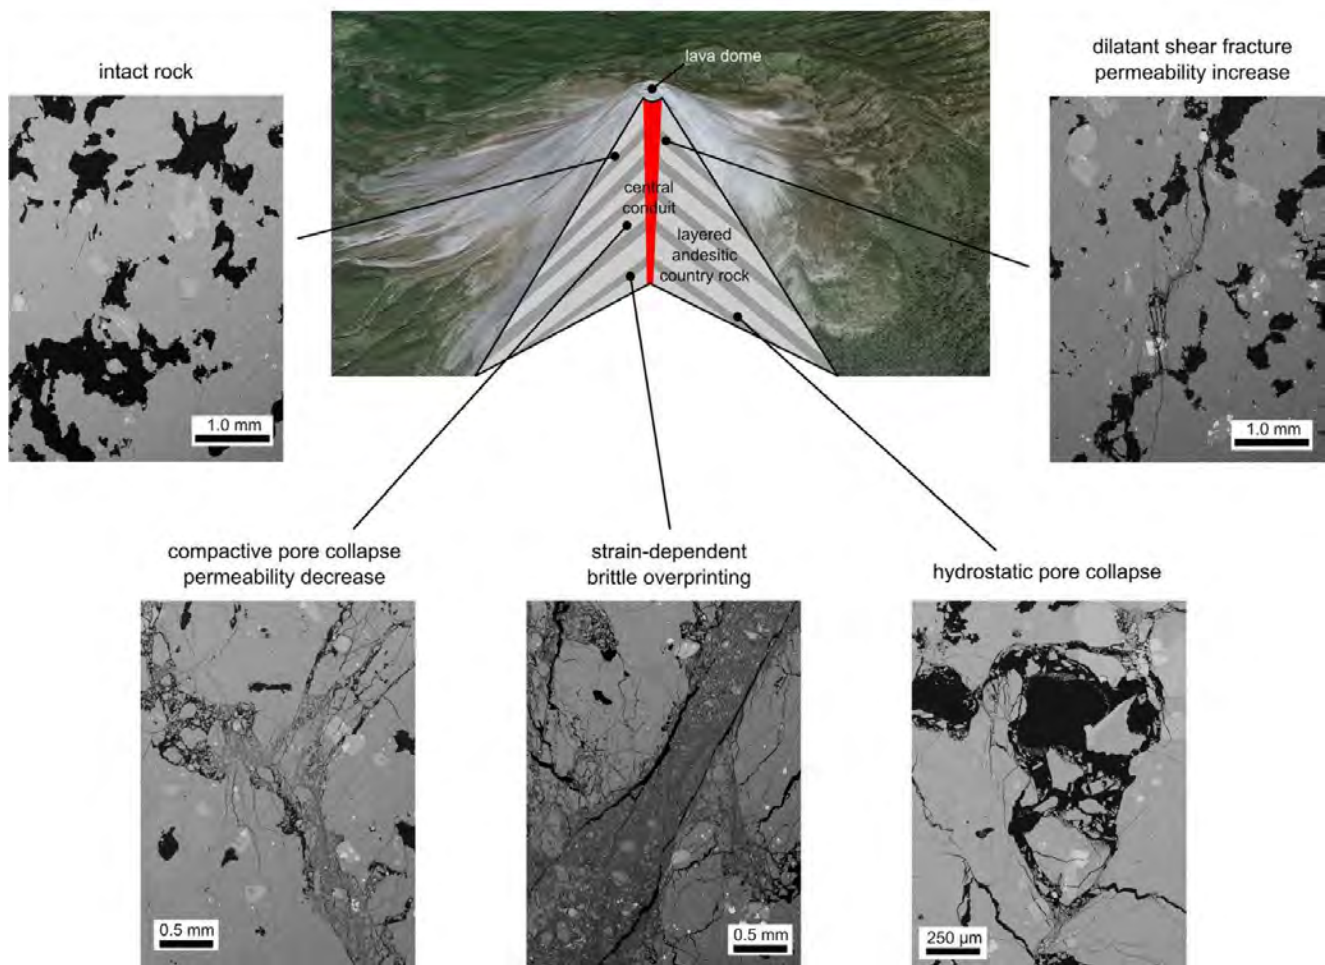 intact rock
lava dome
dilatant shear fracture
permeability increase
central
conduit
layered
andesitic
country rock
1.0 mm
1.0 mm
compactive pore collapse
permeability decrease
strain-dependent
brittle overprinting
hydrostatic pore collapse
0.5 mm
0.5 mm
250 µm